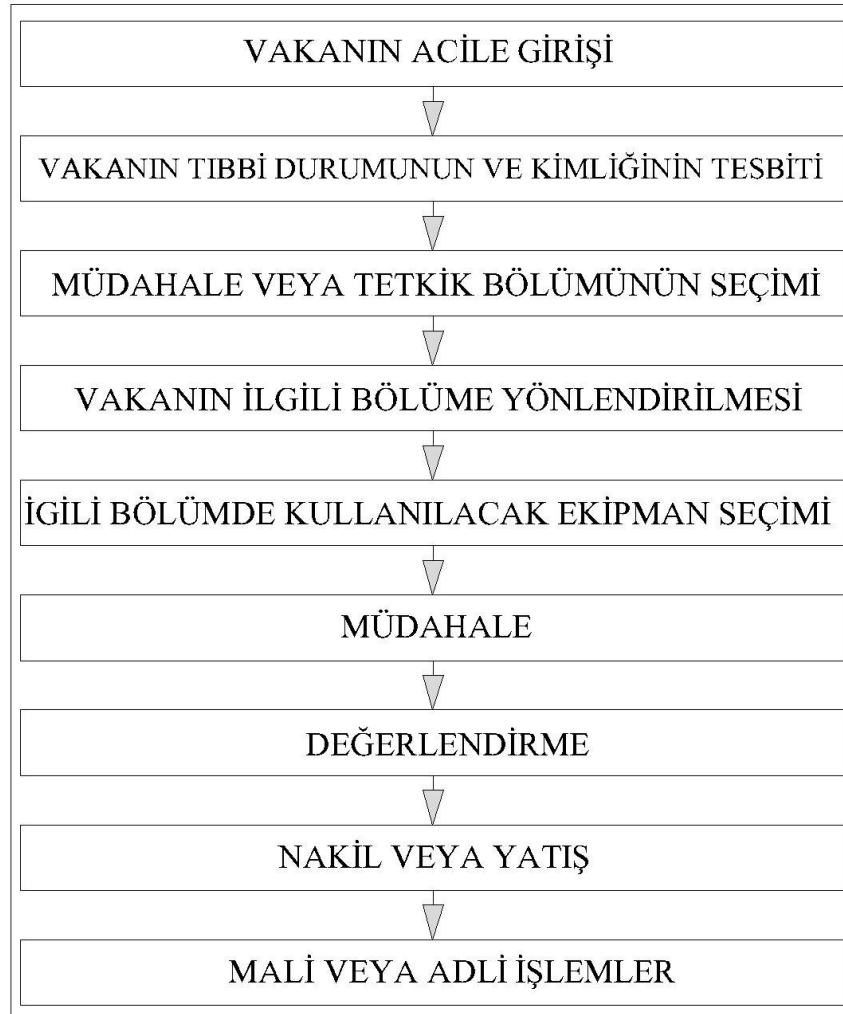 VAKANIN ACİLE GİRİŞİ
VAKANIN TIBBİ DURUMUNUN VE KİMLİĞİNİN TESBİTİ
MÜDAHALE VEYA TETKİK BÖLÜMÜNÜN SEÇİMİ
VAKANIN İLGİLİ BÖLÜME YÖNLENDİRİLMESİ
İGİLİ BÖLÜMDE KULLANILACAK EKİPMAN SEÇİMİ
MÜDAHALE
DEĞERLENDİRME
NAKİL VEYA YATIŞ
MALİ VEYA ADLİ İŞLEMLER